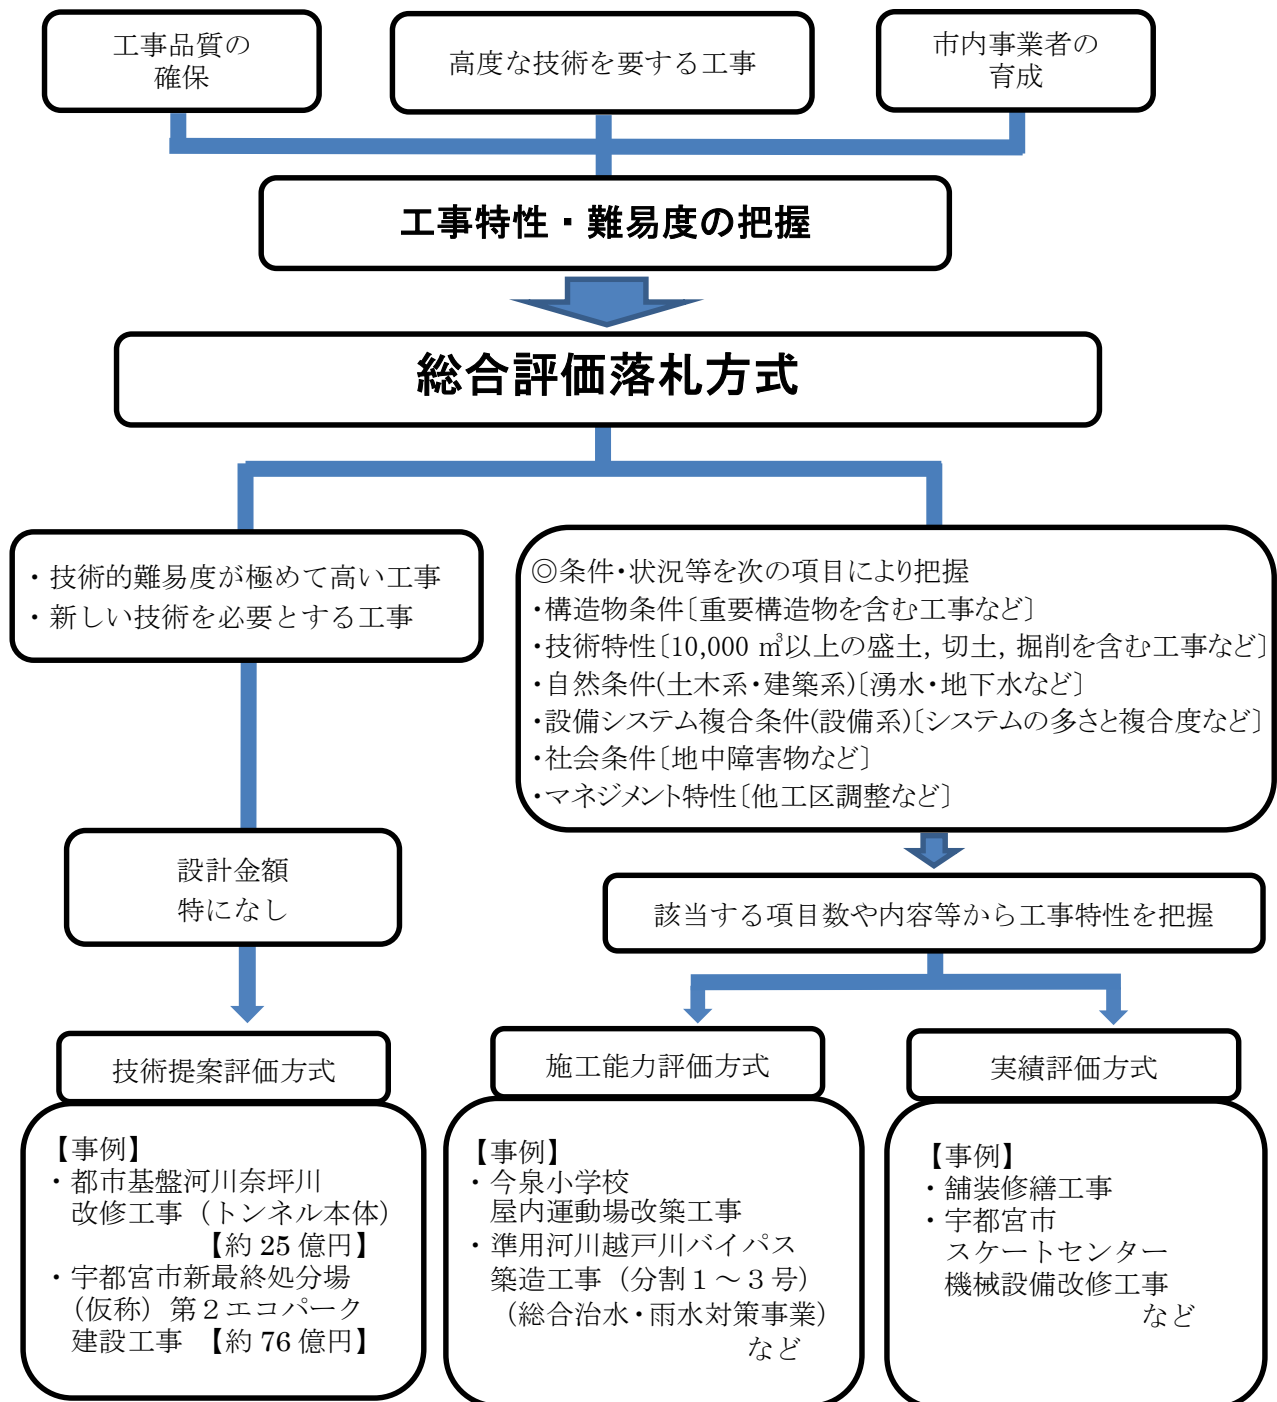 工事品質の
確保
高度な技術を要する工事
市内事業者の
育成
工事特性・難易度の把握
総合評価落札方式
・技術的難易度が極めて高い工事
・新しい技術を必要とする工事
◎条件・状況等を次の項目により把握
・構造物条件〔重要構造物を含む工事など〕
・技術特性〔10,000 ㎥以上の盛土, 切土, 掘削を含む工事など〕
・自然条件(土木系・建築系)〔湧水・地下水など〕
・設備システム複合条件(設備系)〔システムの多さと複合度など〕
・社会条件〔地中障害物など〕
・マネジメント特性〔他工区調整など〕
設計金額
特になし
該当する項目数や内容等から工事特性を把握
技術提案評価方式
【事例】
・都市基盤河川奈坪川
改修工事（トンネル本体）
【約 25 億円】
・宇都宮市新最終処分場
（仮称）第２エコパーク
建設工事 【約 76 億円】
施工能力評価方式
【事例】
・今泉小学校
屋内運動場改築工事
・準用河川越戸川バイパス
築造工事（分割１～３号）
（総合治水・雨水対策事業）
など
実績評価方式
【事例】
・舗装修繕工事
・宇都宮市
スケートセンター
機械設備改修工事
など